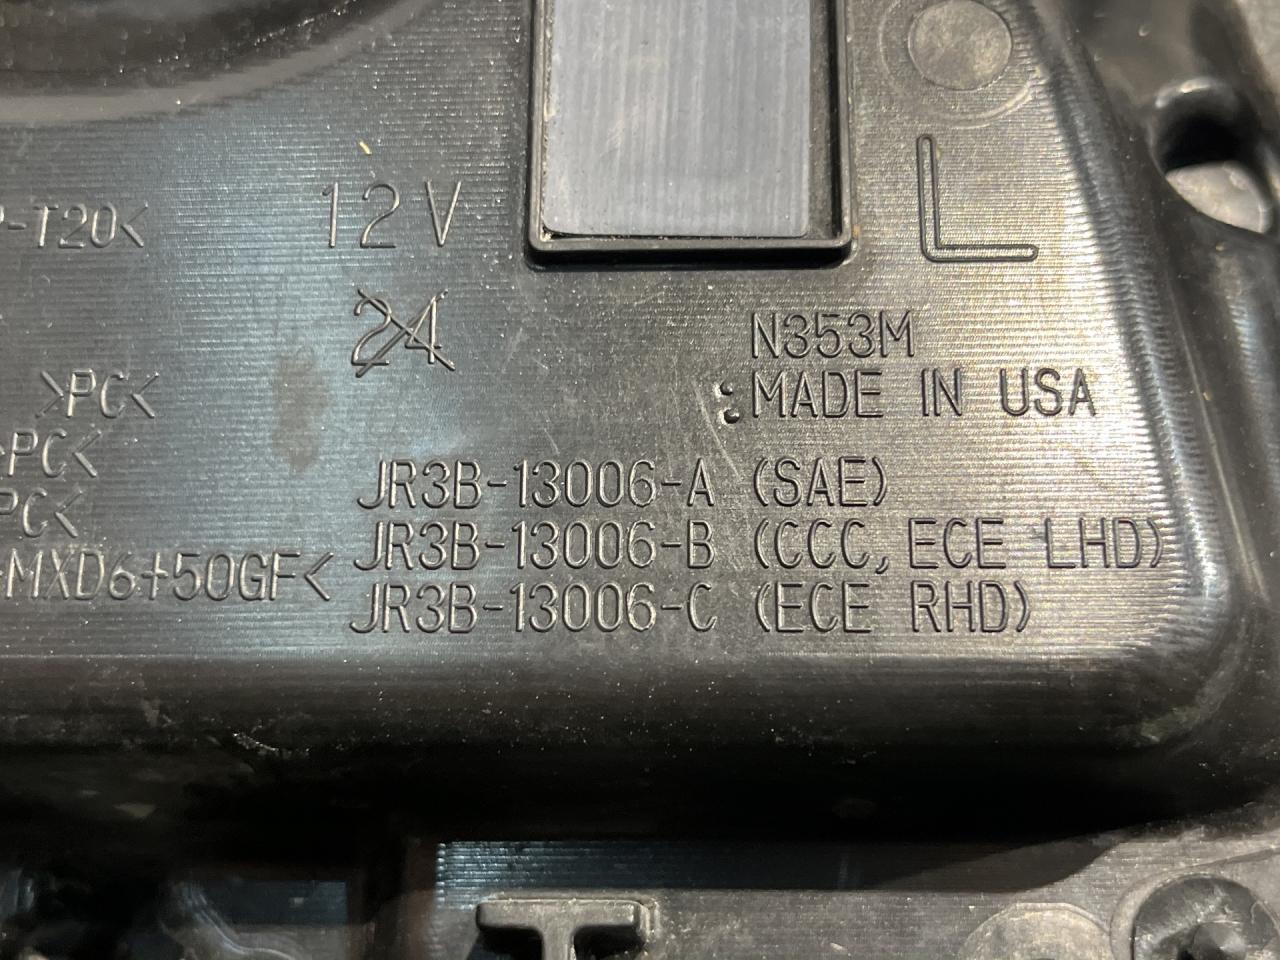 -T20<
12V
L
24
N353M
MADE IN USA
>PC<
>PC<
PC<
MXD6+50GF<
JR3B-13006-A (SAE)
JR3B-13006-B (CCC, ECE LHD)
JR3B-13006-C (ECE RHD)